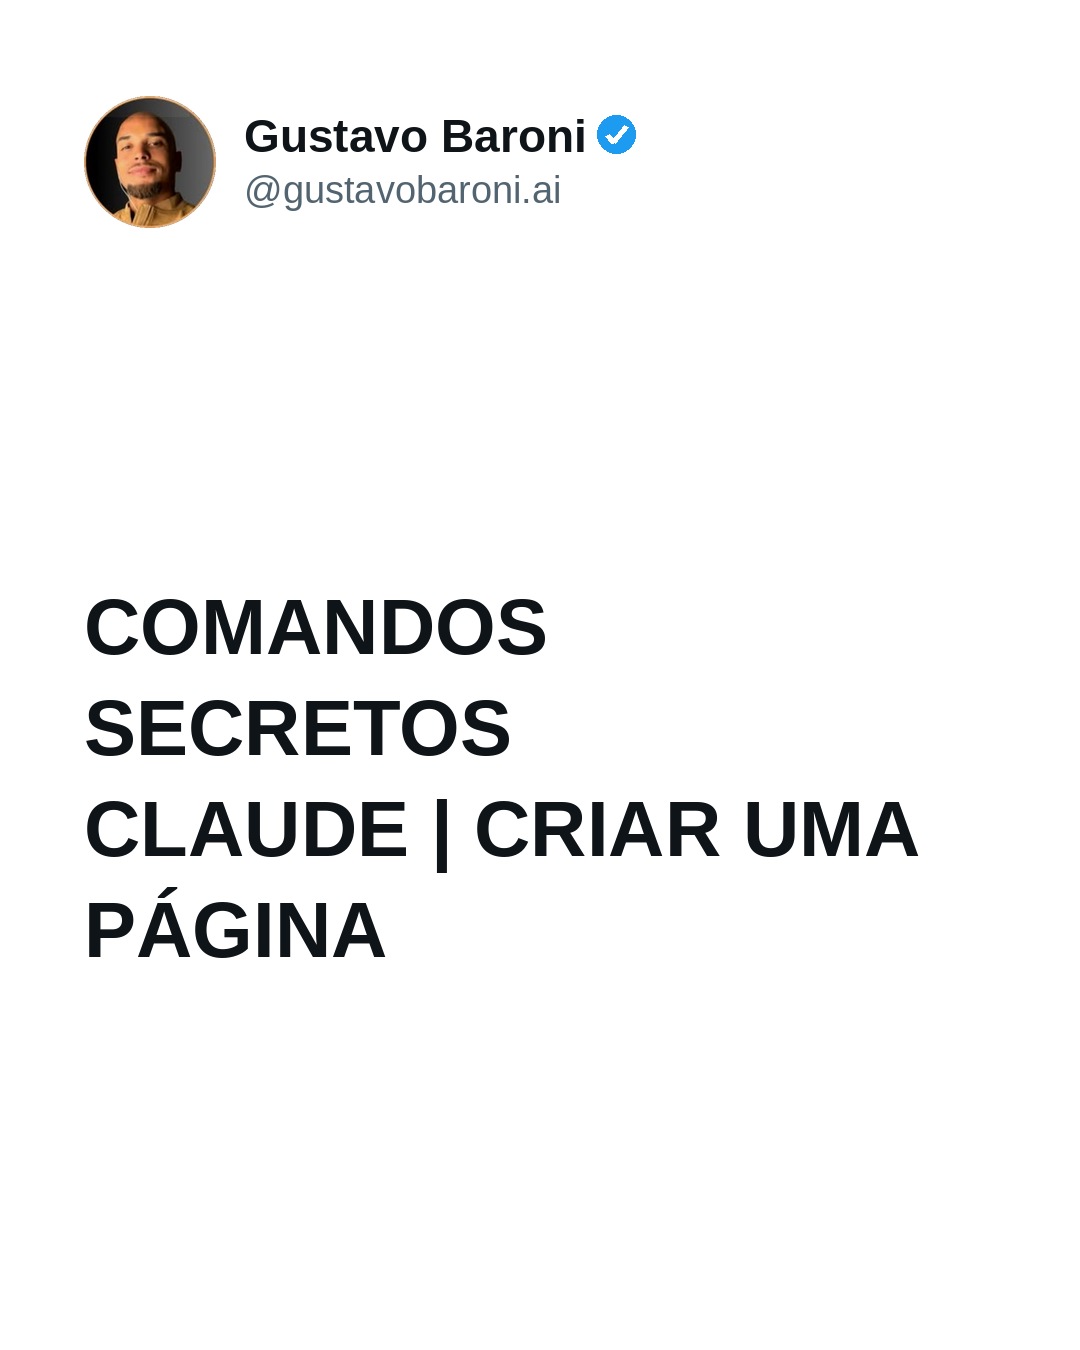 Gustavo Baroni
@gustavobaroni.ai
COMANDOS
SECRETOS
CLAUDE | CRIAR UMA
PÁGINA